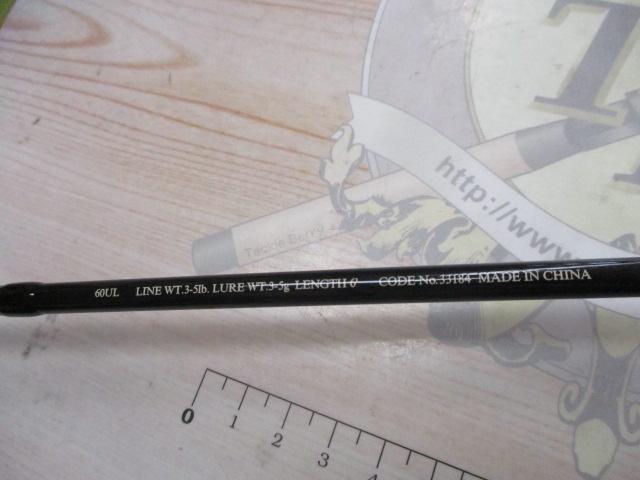 T
http://www
Tackle Berry
60UL LINE WT.3-5lb. LURE WT.3-5g LENGTH 6' CODE No.33184 MADE IN CHINA
0 1 2 3 4